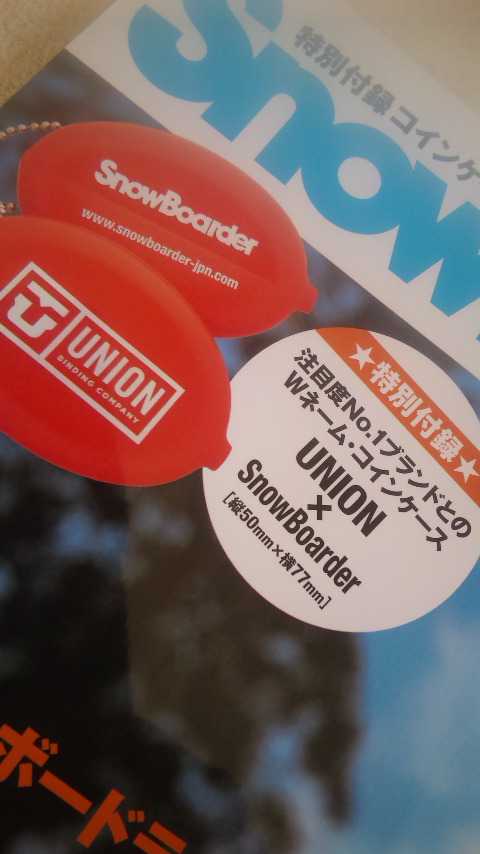 特別付録 コインケ
Snow
SnowBoarder
www.snowboarder-jpn.com
UNION
BINDING COMPANY
★特別付録★
注目度No.1ブランドとの
Wネーム・コインケース
UNION
×
SnowBoarder
[縦50mm×横77mm]
ボードラ